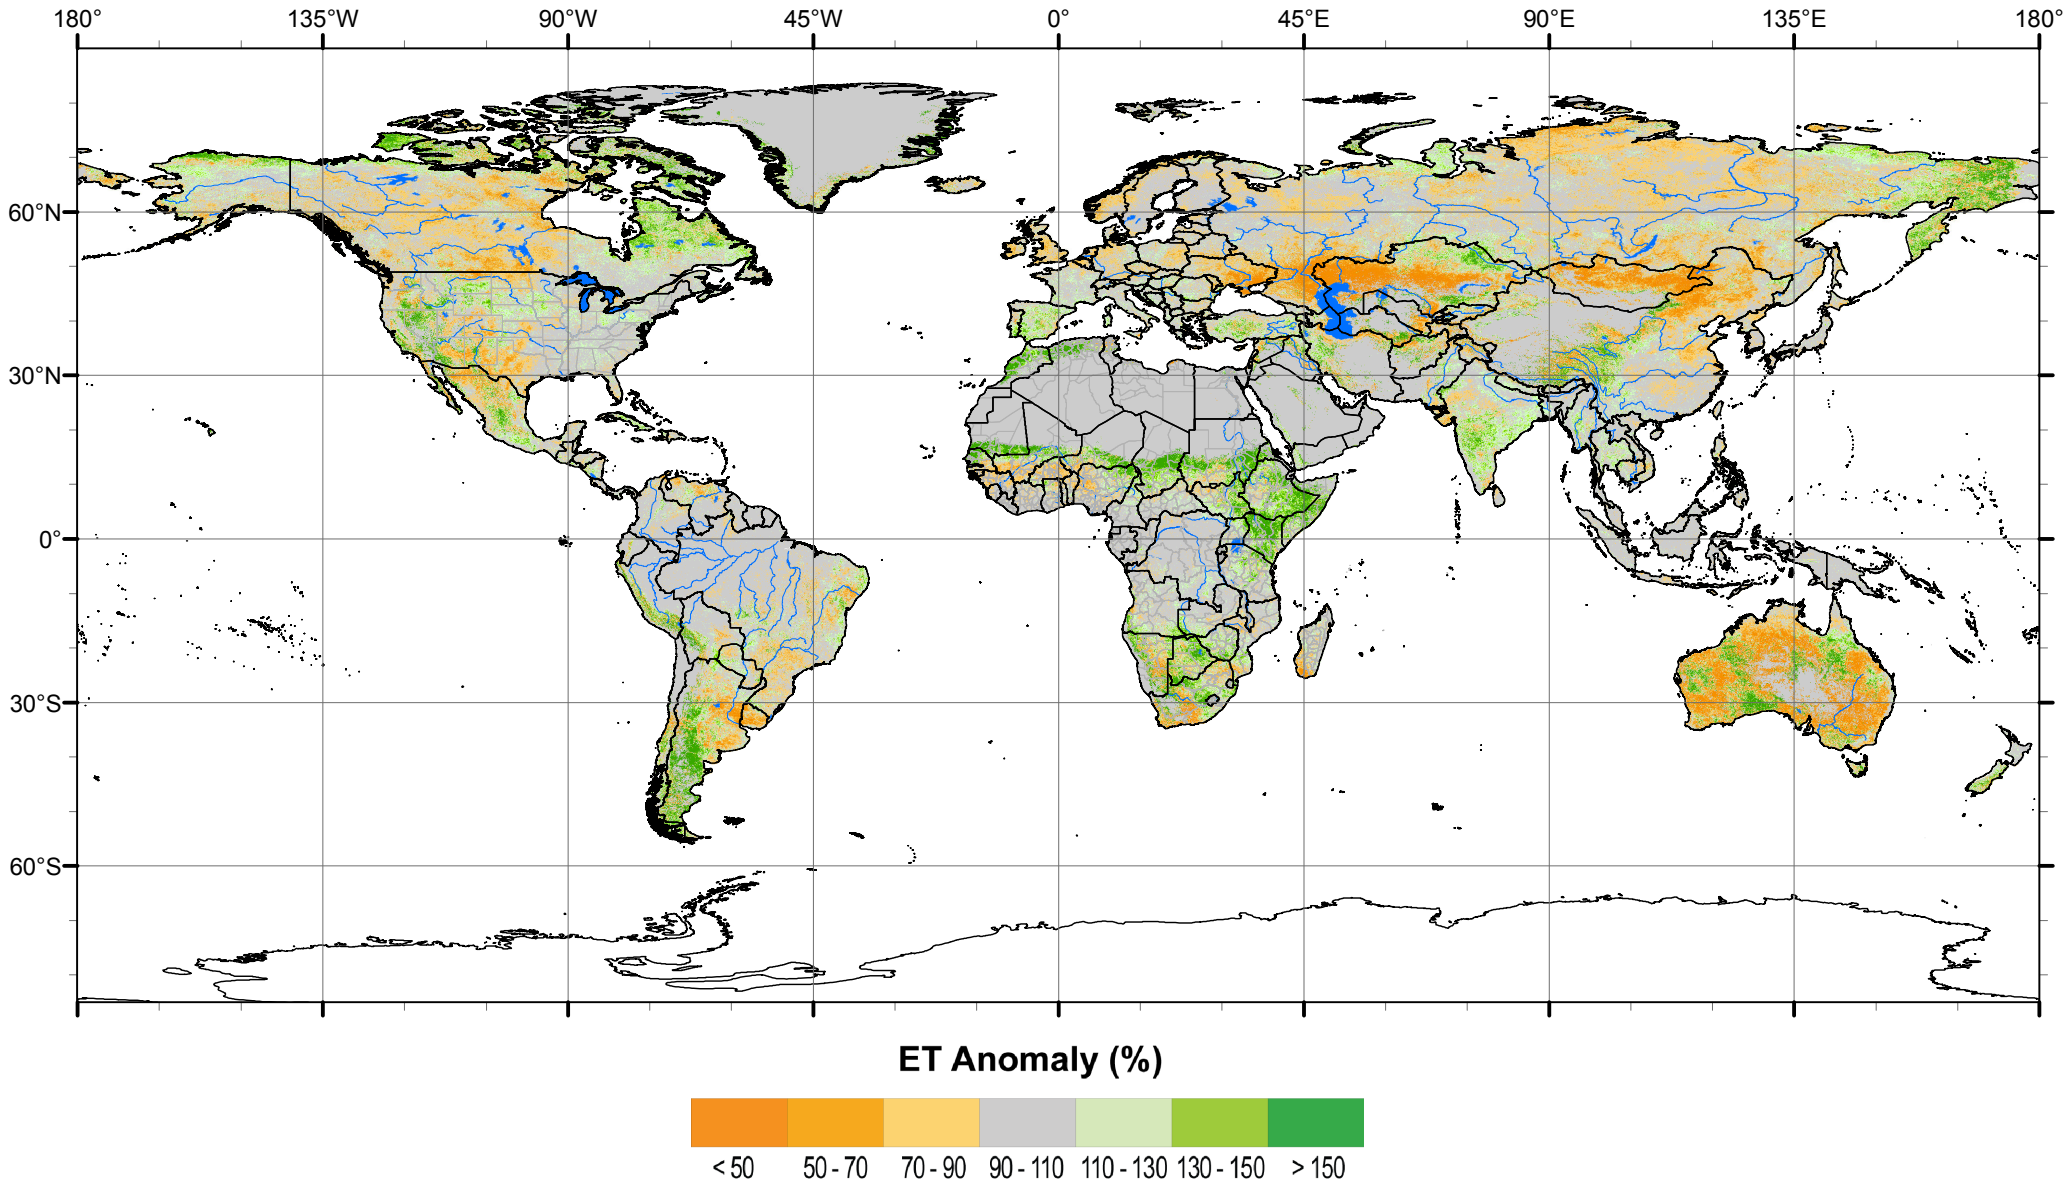 180° 135°W 90°W 45°W 0° 45°E 90°E 135°E 180°
60°N
30°N
0°
30°S
60°S
ET Anomaly (%)
< 50 50 - 70 70 - 90 90 - 110 110 - 130 130 - 150 > 150